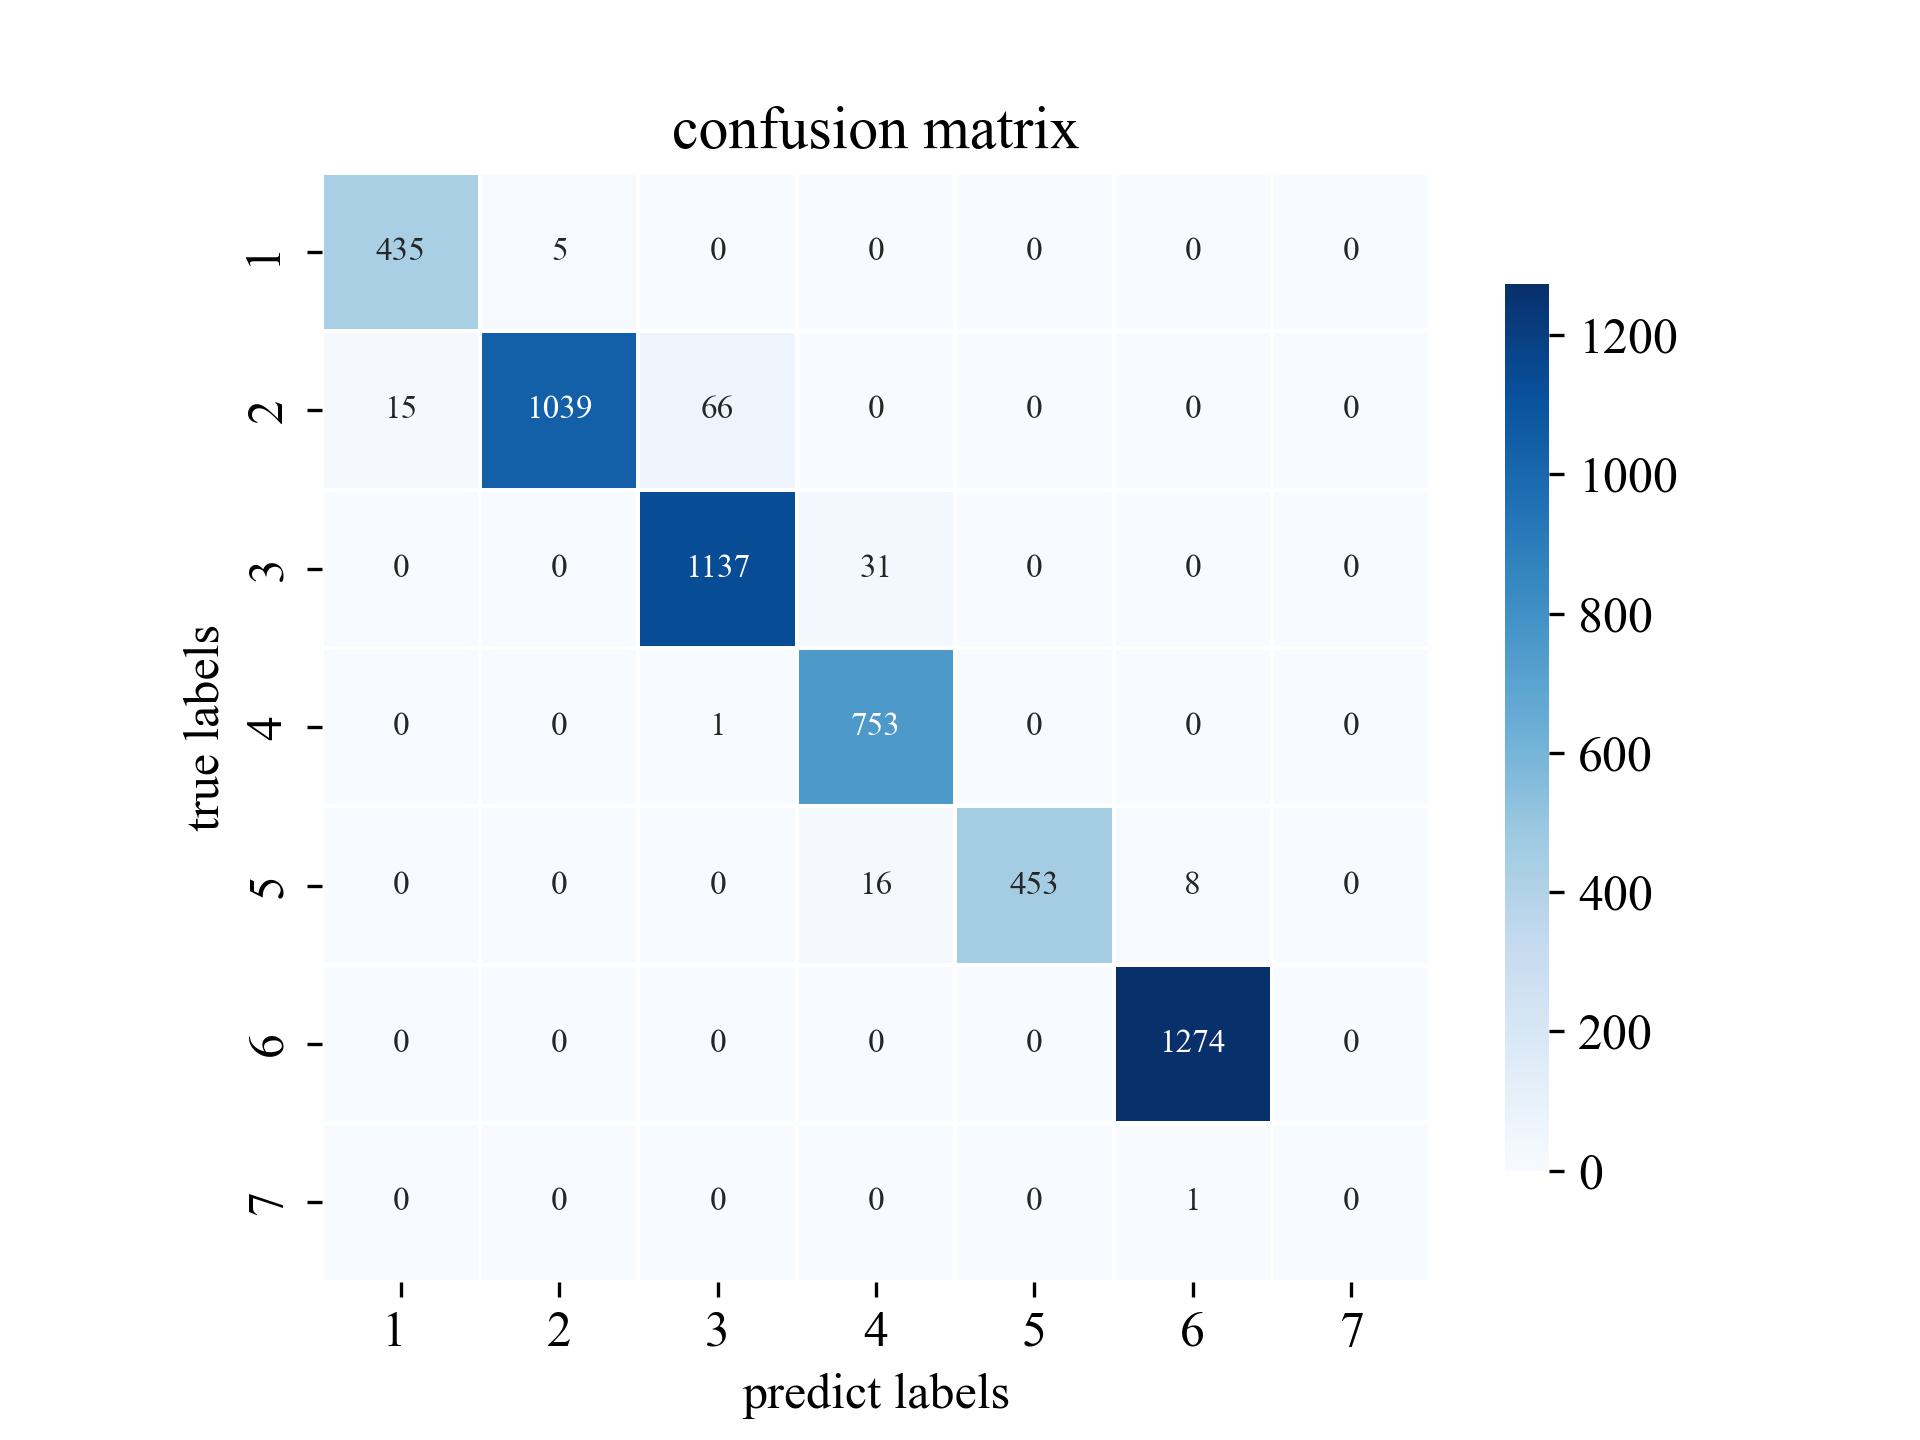 confusion matrix
1 435 5 0 0 0 0 0
2 15 1039 66 0 0 0 0
3 0 0 1137 31 0 0 0
4 0 0 1 753 0 0 0
5 0 0 0 16 453 8 0
6 0 0 0 0 0 1274 0
7 0 0 0 0 0 1 0
1 2 3 4 5 6 7
predict labels
true labels
1200
1000
800
600
400
200
0